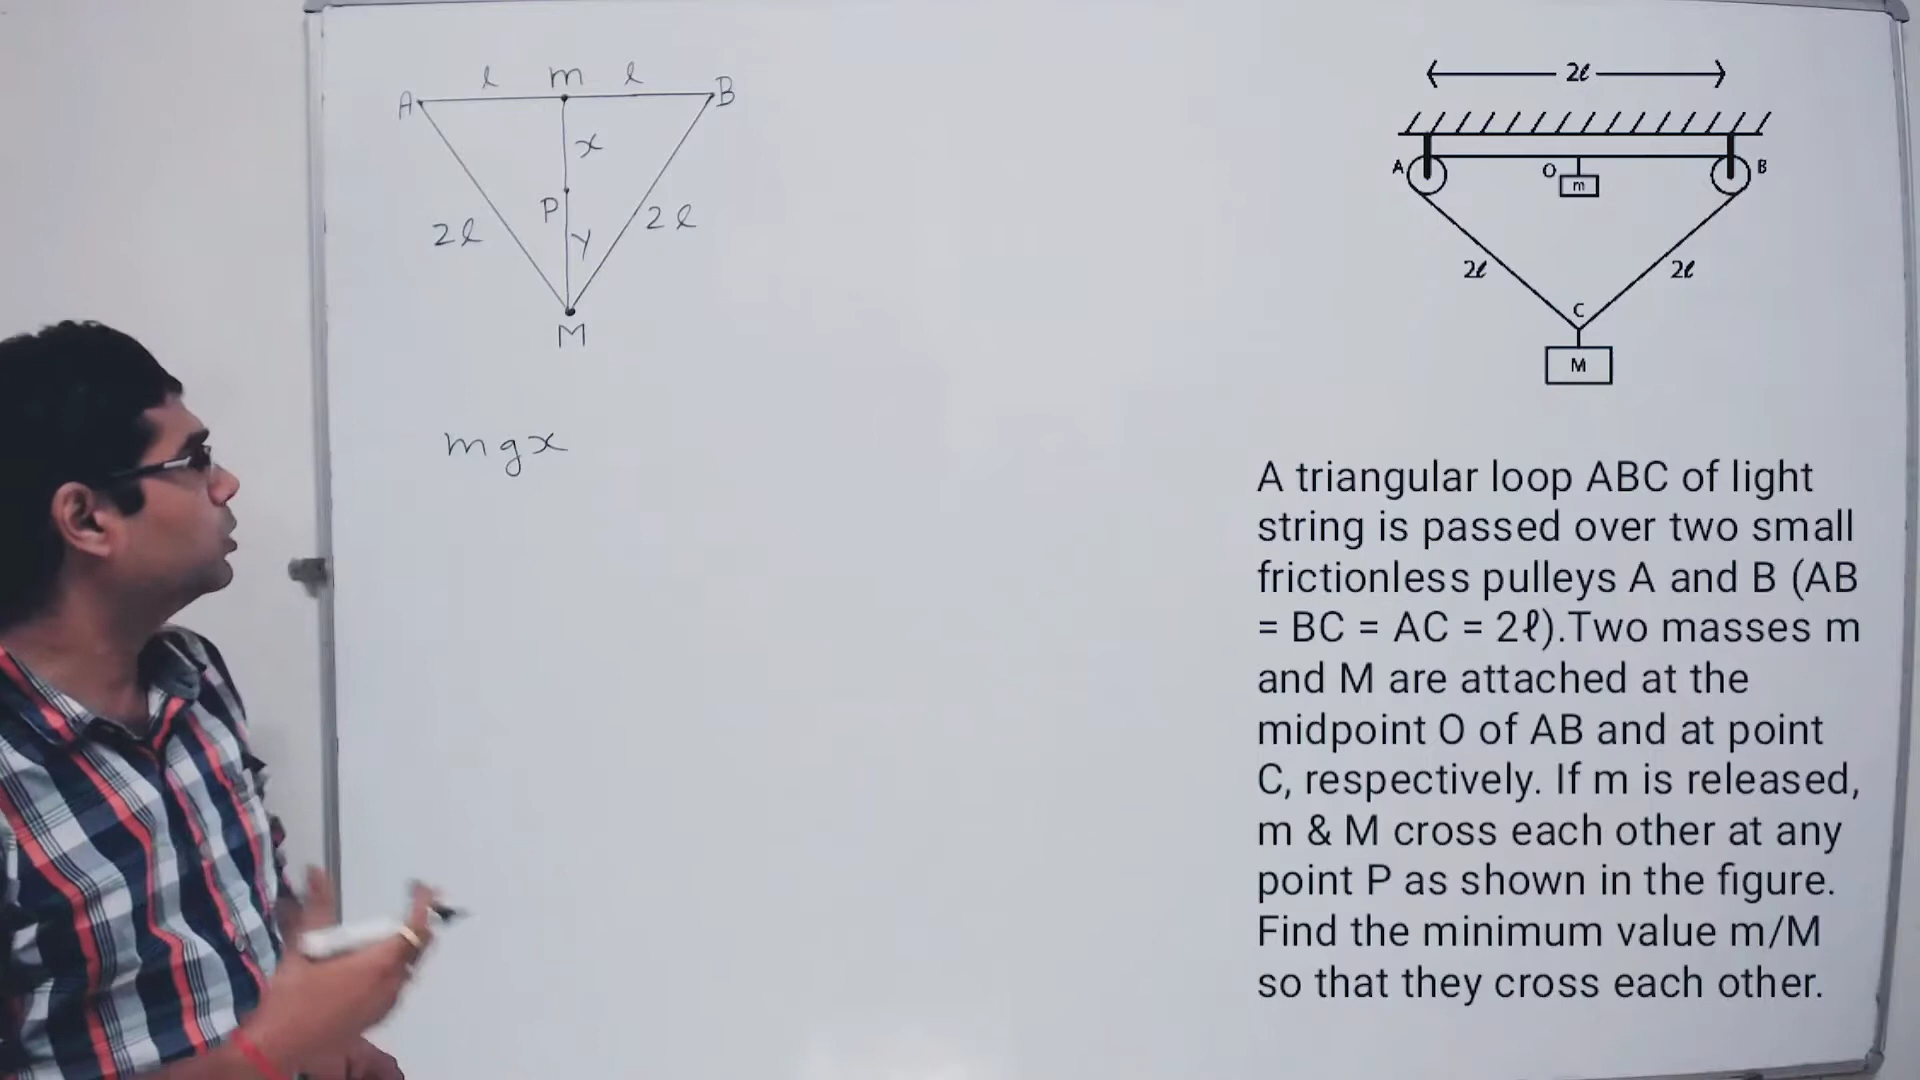 l m l
A B
x
P
2l y 2l
M
mgx
2ℓ
A O m B
2ℓ 2ℓ
C
M
A triangular loop ABC of light
string is passed over two small
frictionless pulleys A and B (AB
= BC = AC = 2ℓ).Two masses m
and M are attached at the
midpoint O of AB and at point
C, respectively. If m is released,
m & M cross each other at any
point P as shown in the figure.
Find the minimum value m/M
so that they cross each other.